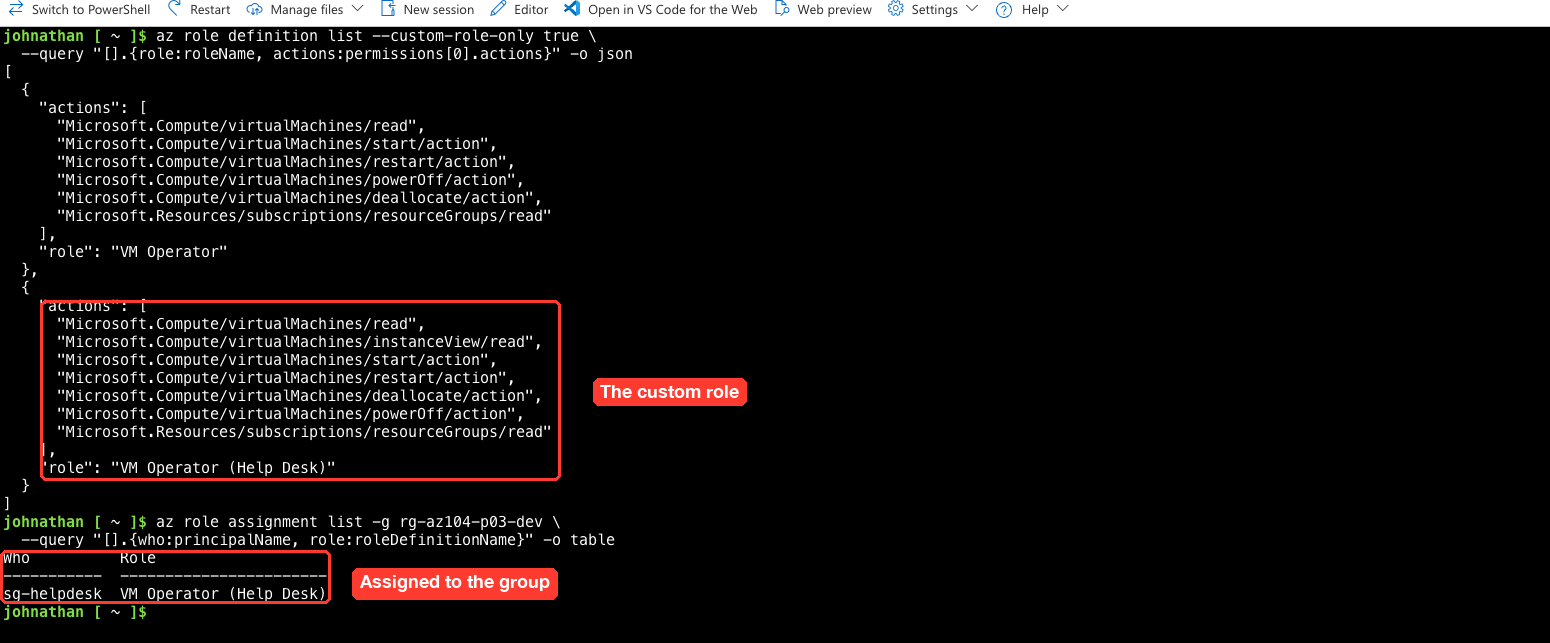 Switch to PowerShell Restart Manage files New session Editor Open in VS Code for the Web Web preview Settings Help
johnathan [ ~ ]$ az role definition list --custom-role-only true \
--query "[].{role:roleName, actions:permissions[0].actions}" -o json
[
{
"actions": [
"Microsoft.Compute/virtualMachines/read",
"Microsoft.Compute/virtualMachines/start/action",
"Microsoft.Compute/virtualMachines/restart/action",
"Microsoft.Compute/virtualMachines/powerOff/action",
"Microsoft.Compute/virtualMachines/deallocate/action",
"Microsoft.Resources/subscriptions/resourceGroups/read"
],
"role": "VM Operator"
},
{
"actions": [
"Microsoft.Compute/virtualMachines/read",
"Microsoft.Compute/virtualMachines/instanceView/read",
"Microsoft.Compute/virtualMachines/start/action",
"Microsoft.Compute/virtualMachines/restart/action",
"Microsoft.Compute/virtualMachines/deallocate/action",
The custom role
"Microsoft.Compute/virtualMachines/powerOff/action",
"Microsoft.Resources/subscriptions/resourceGroups/read"
],
"role": "VM Operator (Help Desk)"
}
]
johnathan [ ~ ]$ az role assignment list -g rg-az104-p03-dev \
--query "[].{who:principalName, role:roleDefinitionName}" -o table
Who Role
----------- -----------------------
Assigned to the group
sg-helpdesk VM Operator (Help Desk)
johnathan [ ~ ]$